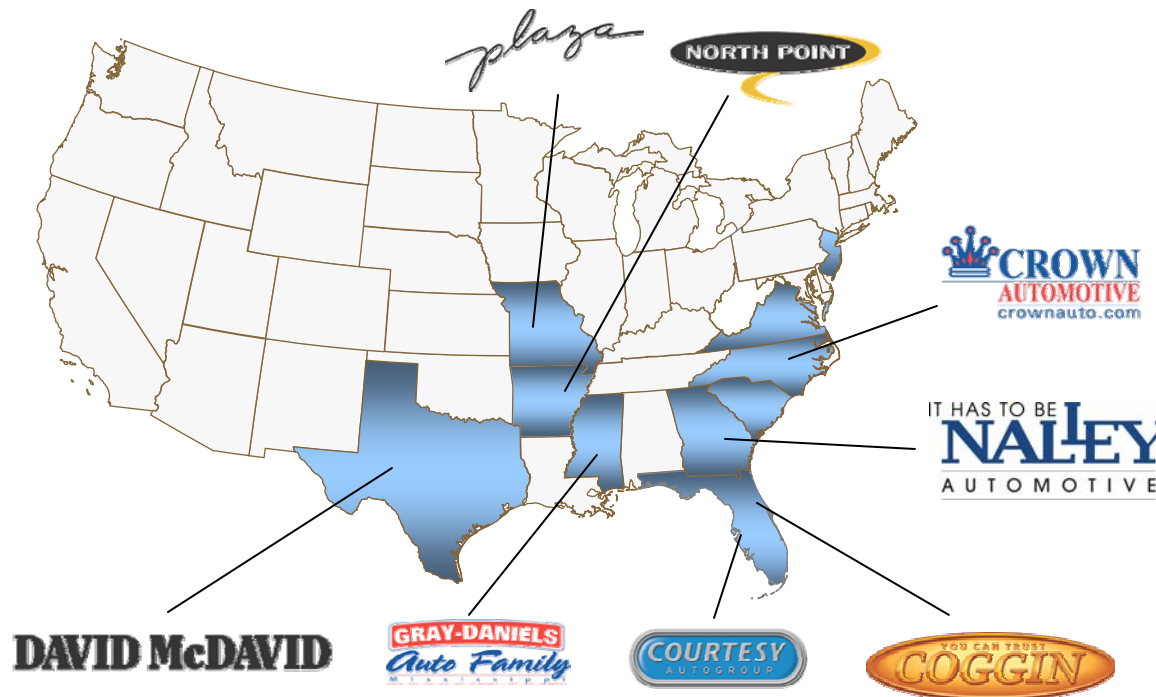 plaza
NORTH POINT
CROWN
AUTOMOTIVE
crownauto.com
IT HAS TO BE
NALLEY
AUTOMOTIVE
DAVID McDAVID
GRAY-DANIELS
Auto Family
Mississippi
COURTESY
AUTOGROUP
YOU CAN TRUST
COGGIN